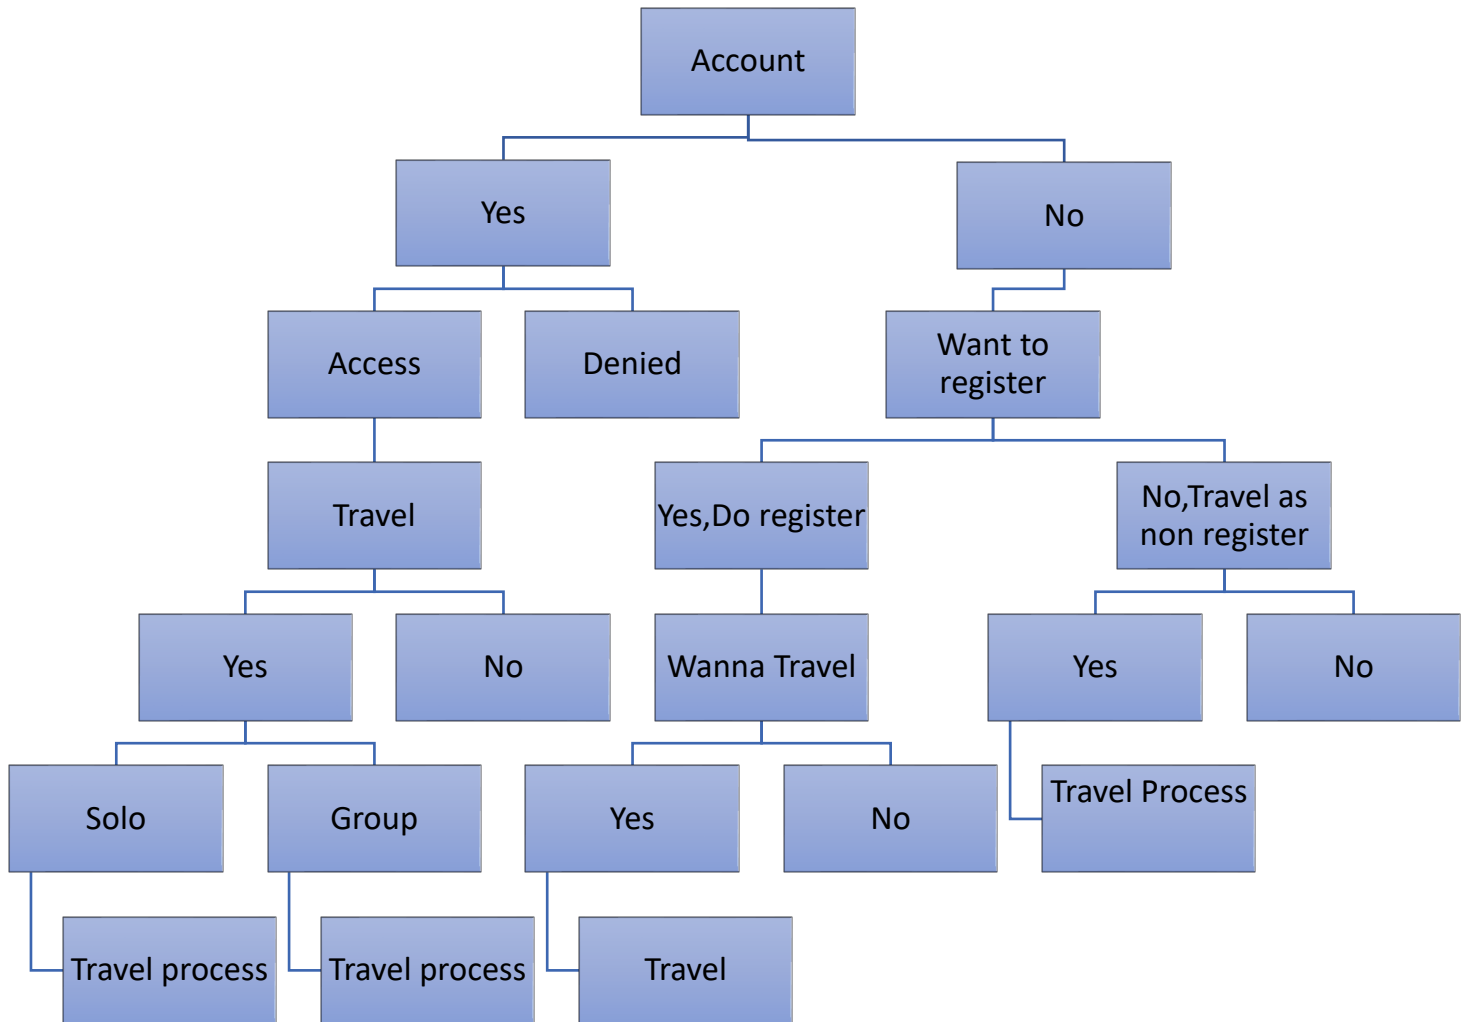 Account
Yes
No
Access
Denied
Want to
register
Travel
Yes,Do register
No,Travel as
non register
Yes
No
Wanna Travel
Yes
No
Solo
Group
Yes
No
Travel Process
Travel process
Travel process
Travel